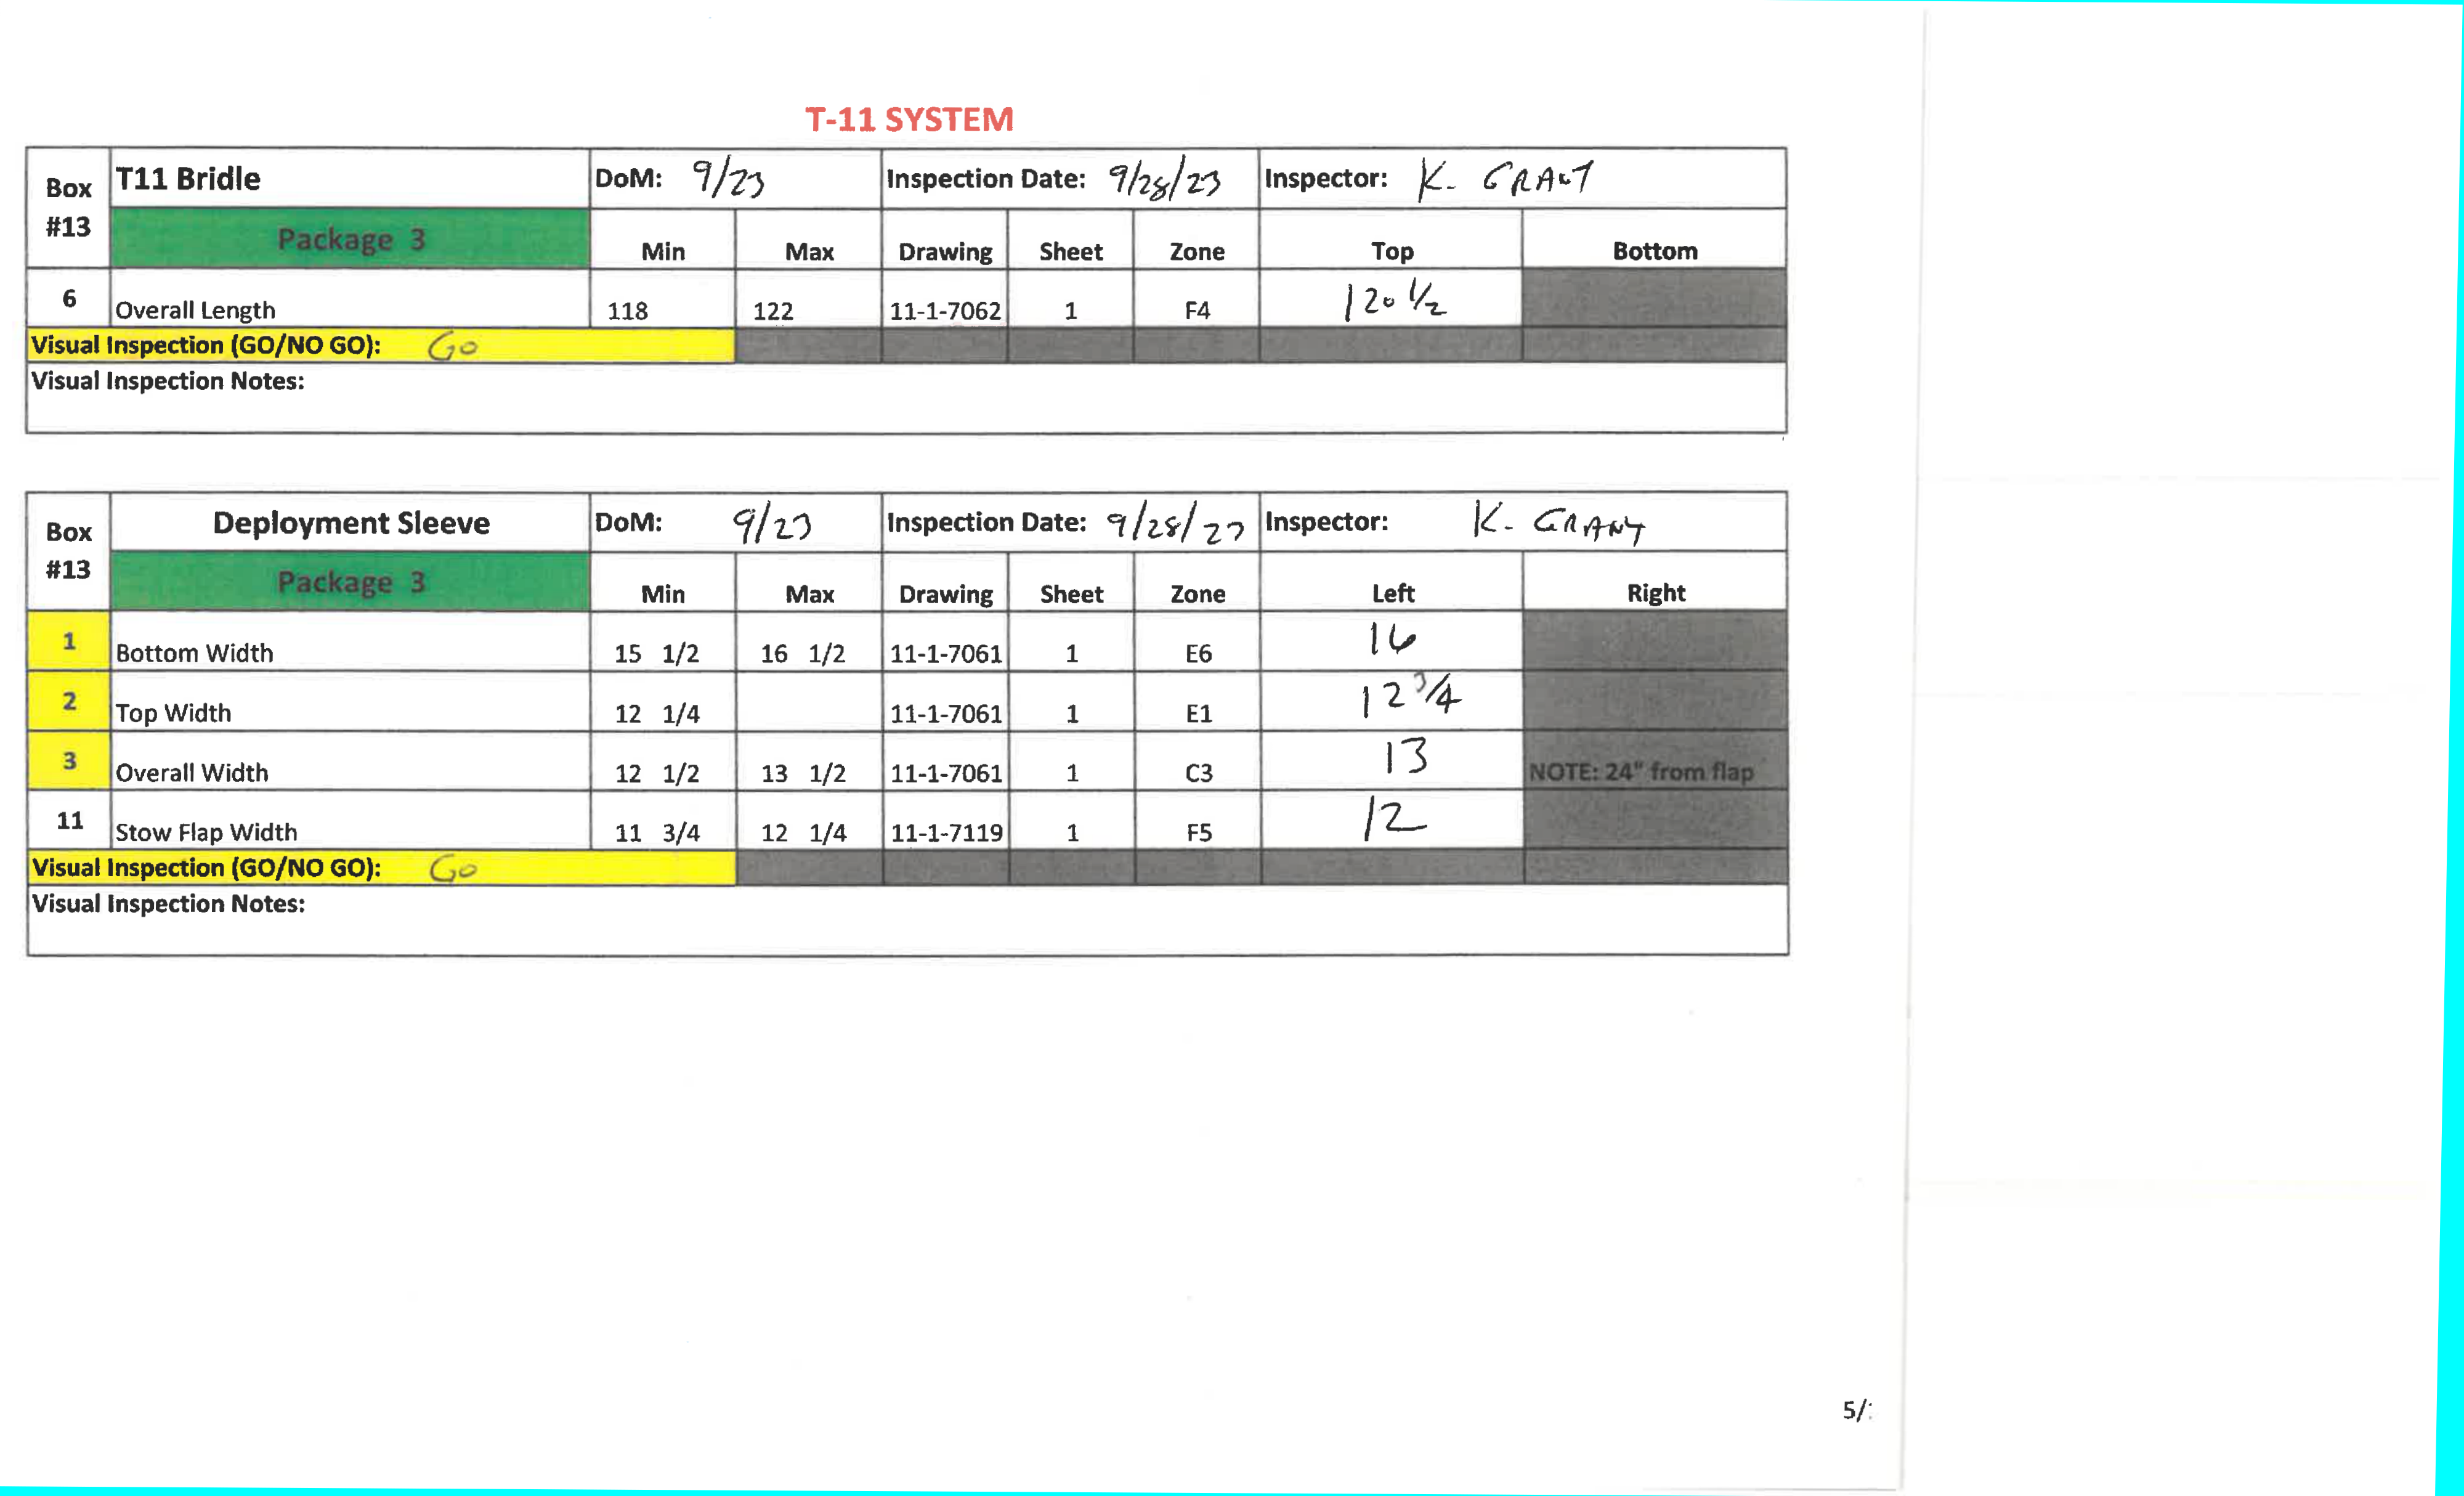 T-11 SYSTEM
Box #13 T11 Bridle DoM: 9/23 Inspection Date: 9/28/23 Inspector: K. GRANT
Package 3 Min Max Drawing Sheet Zone Top Bottom
6 Overall Length 118 122 11-1-7062 1 F4 120 1/2
Visual Inspection (GO/NO GO): Go
Visual Inspection Notes:
Box #13 Deployment Sleeve DoM: 9/23 Inspection Date: 9/28/23 Inspector: K. GRANT
Package 3 Min Max Drawing Sheet Zone Left Right
1 Bottom Width 15 1/2 16 1/2 11-1-7061 1 E6 16
2 Top Width 12 1/4 11-1-7061 1 E1 12 3/4
3 Overall Width 12 1/2 13 1/2 11-1-7061 1 C3 13 NOTE: 24" from flap
11 Stow Flap Width 11 3/4 12 1/4 11-1-7119 1 F5 12
Visual Inspection (GO/NO GO): Go
Visual Inspection Notes:
5/